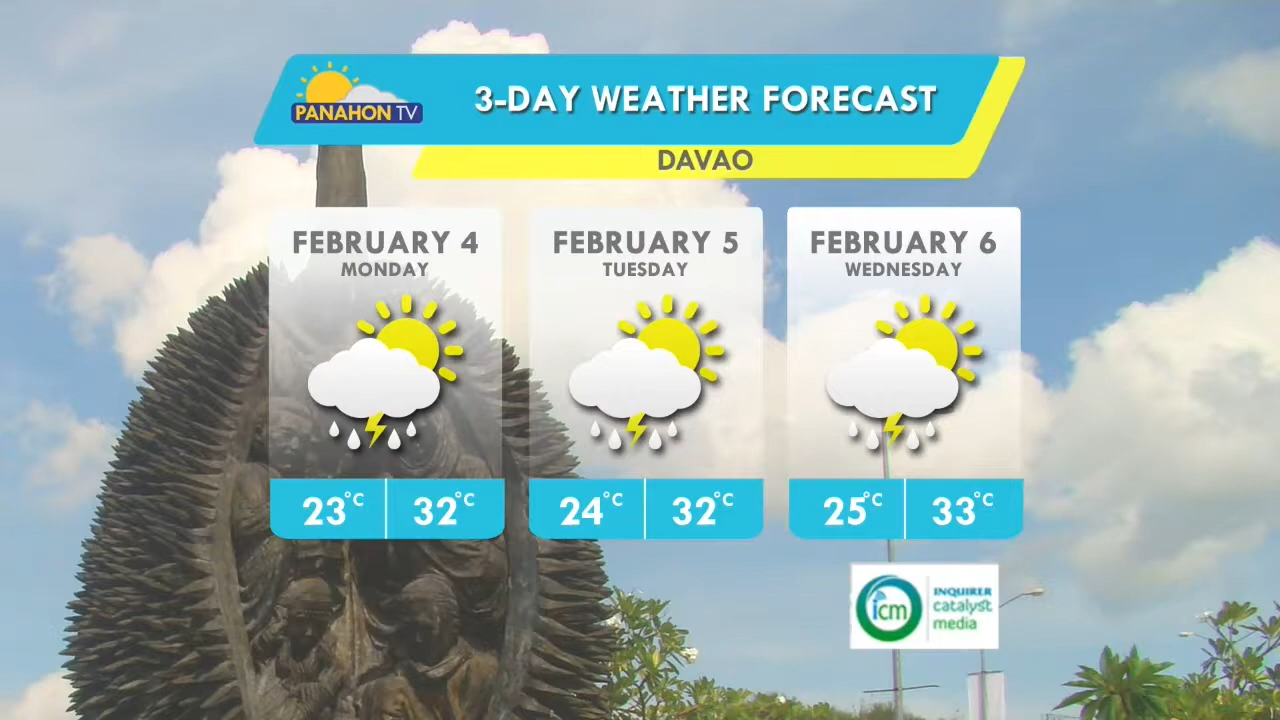 PANAHON TV
3-DAY WEATHER FORECAST
DAVAO
FEBRUARY 4
MONDAY
23°C
32°C
FEBRUARY 5
TUESDAY
24°C
32°C
FEBRUARY 6
WEDNESDAY
25°C
33°C
icm
INQUIRER
catalyst
media